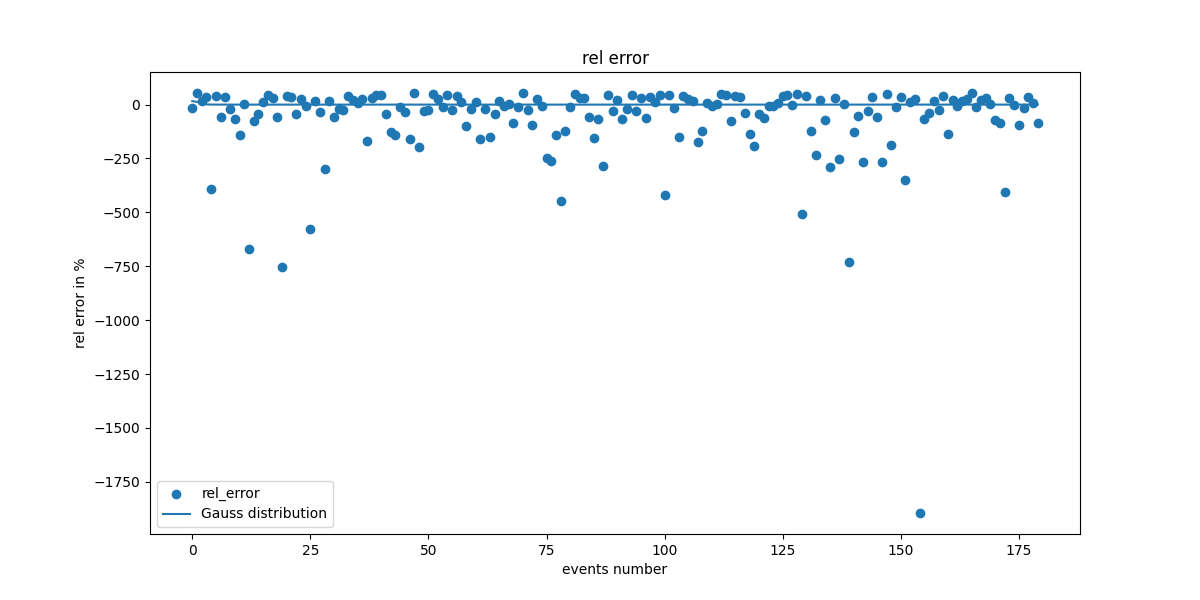 rel error
rel error in %
0
−250
−500
−750
−1000
−1250
−1500
−1750
rel_error
Gauss distribution
0 25 50 75 100 125 150 175
events number